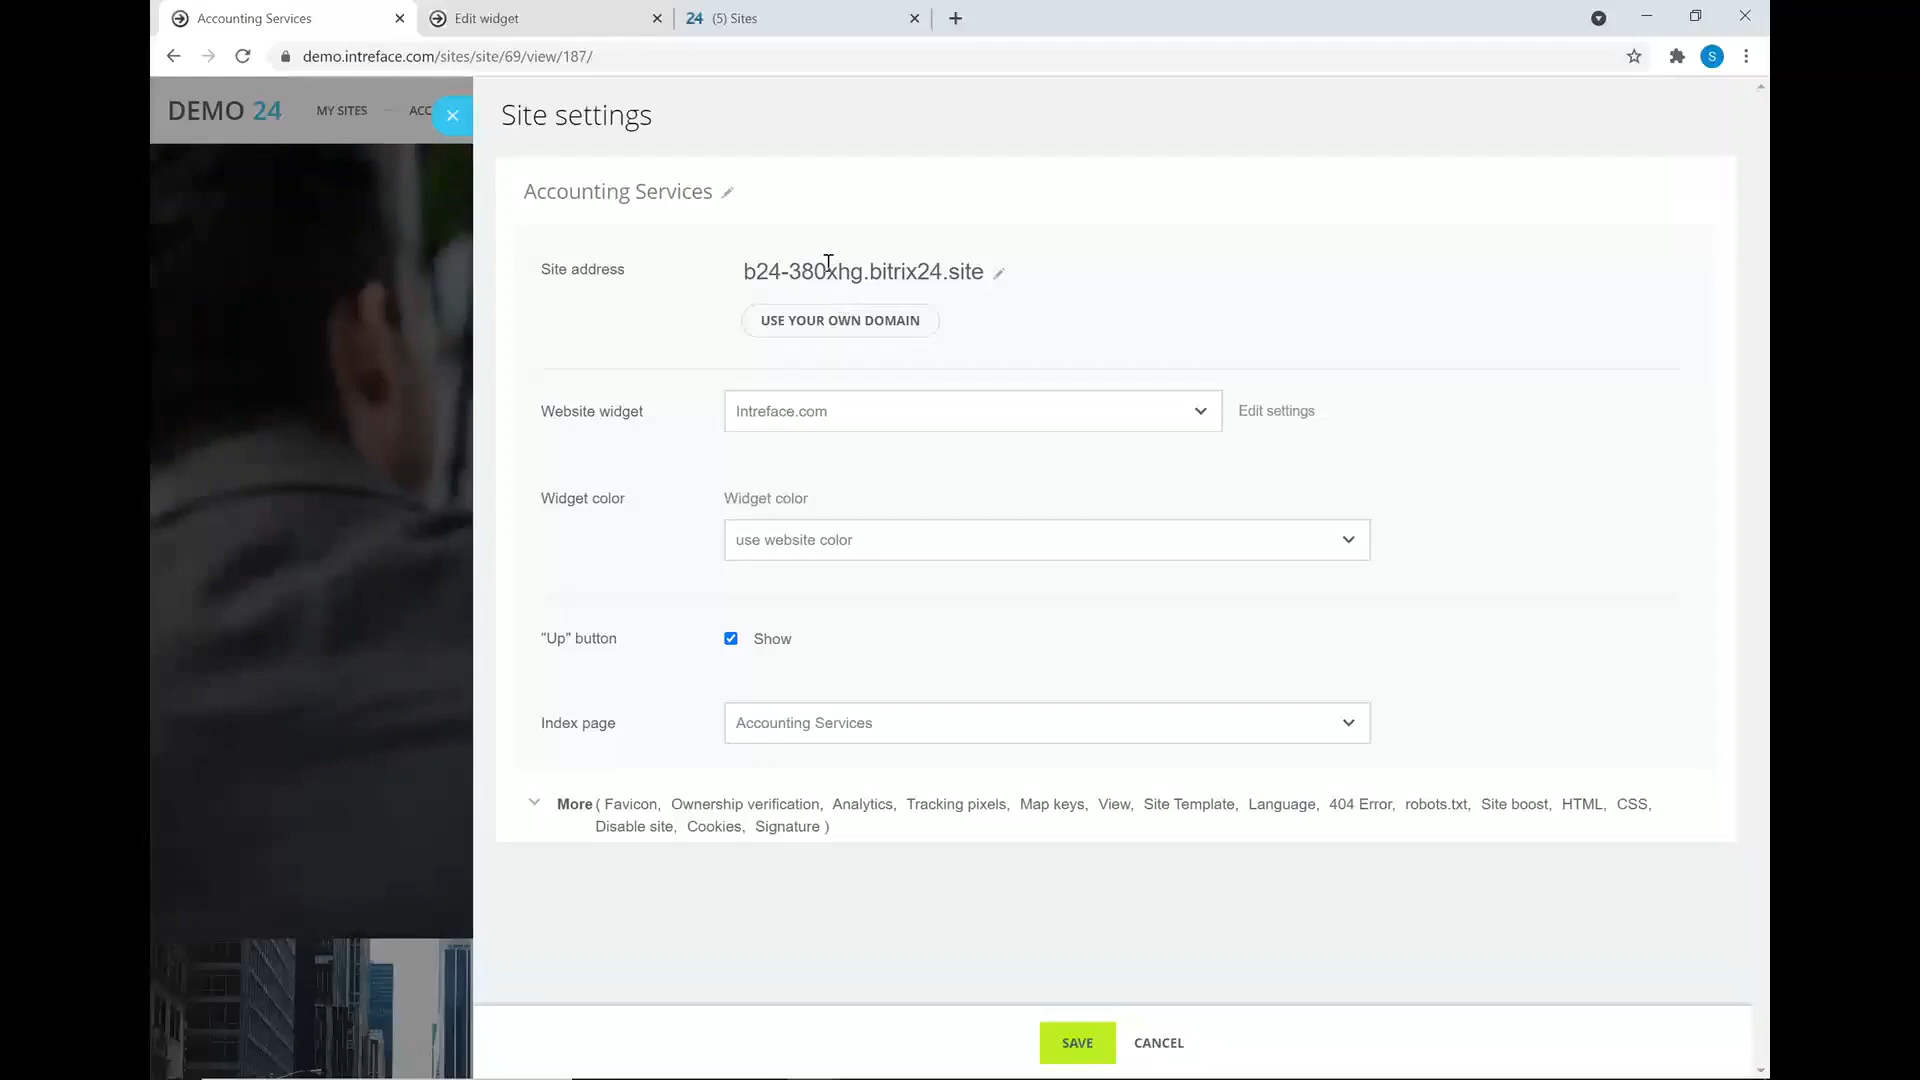 Accounting Services
Edit widget
24 (5) Sites
demo.intreface.com/sites/site/69/view/187/
S
DEMO 24
MY SITES
ACC
Site settings
Accounting Services
Site address
b24-380xhg.bitrix24.site
USE YOUR OWN DOMAIN
Website widget
Intreface.com
Edit settings
Widget color
Widget color
use website color
"Up" button
Show
Index page
Accounting Services
More ( Favicon, Ownership verification, Analytics, Tracking pixels, Map keys, View, Site Template, Language, 404 Error, robots.txt, Site boost, HTML, CSS,
Disable site, Cookies, Signature )
SAVE
CANCEL